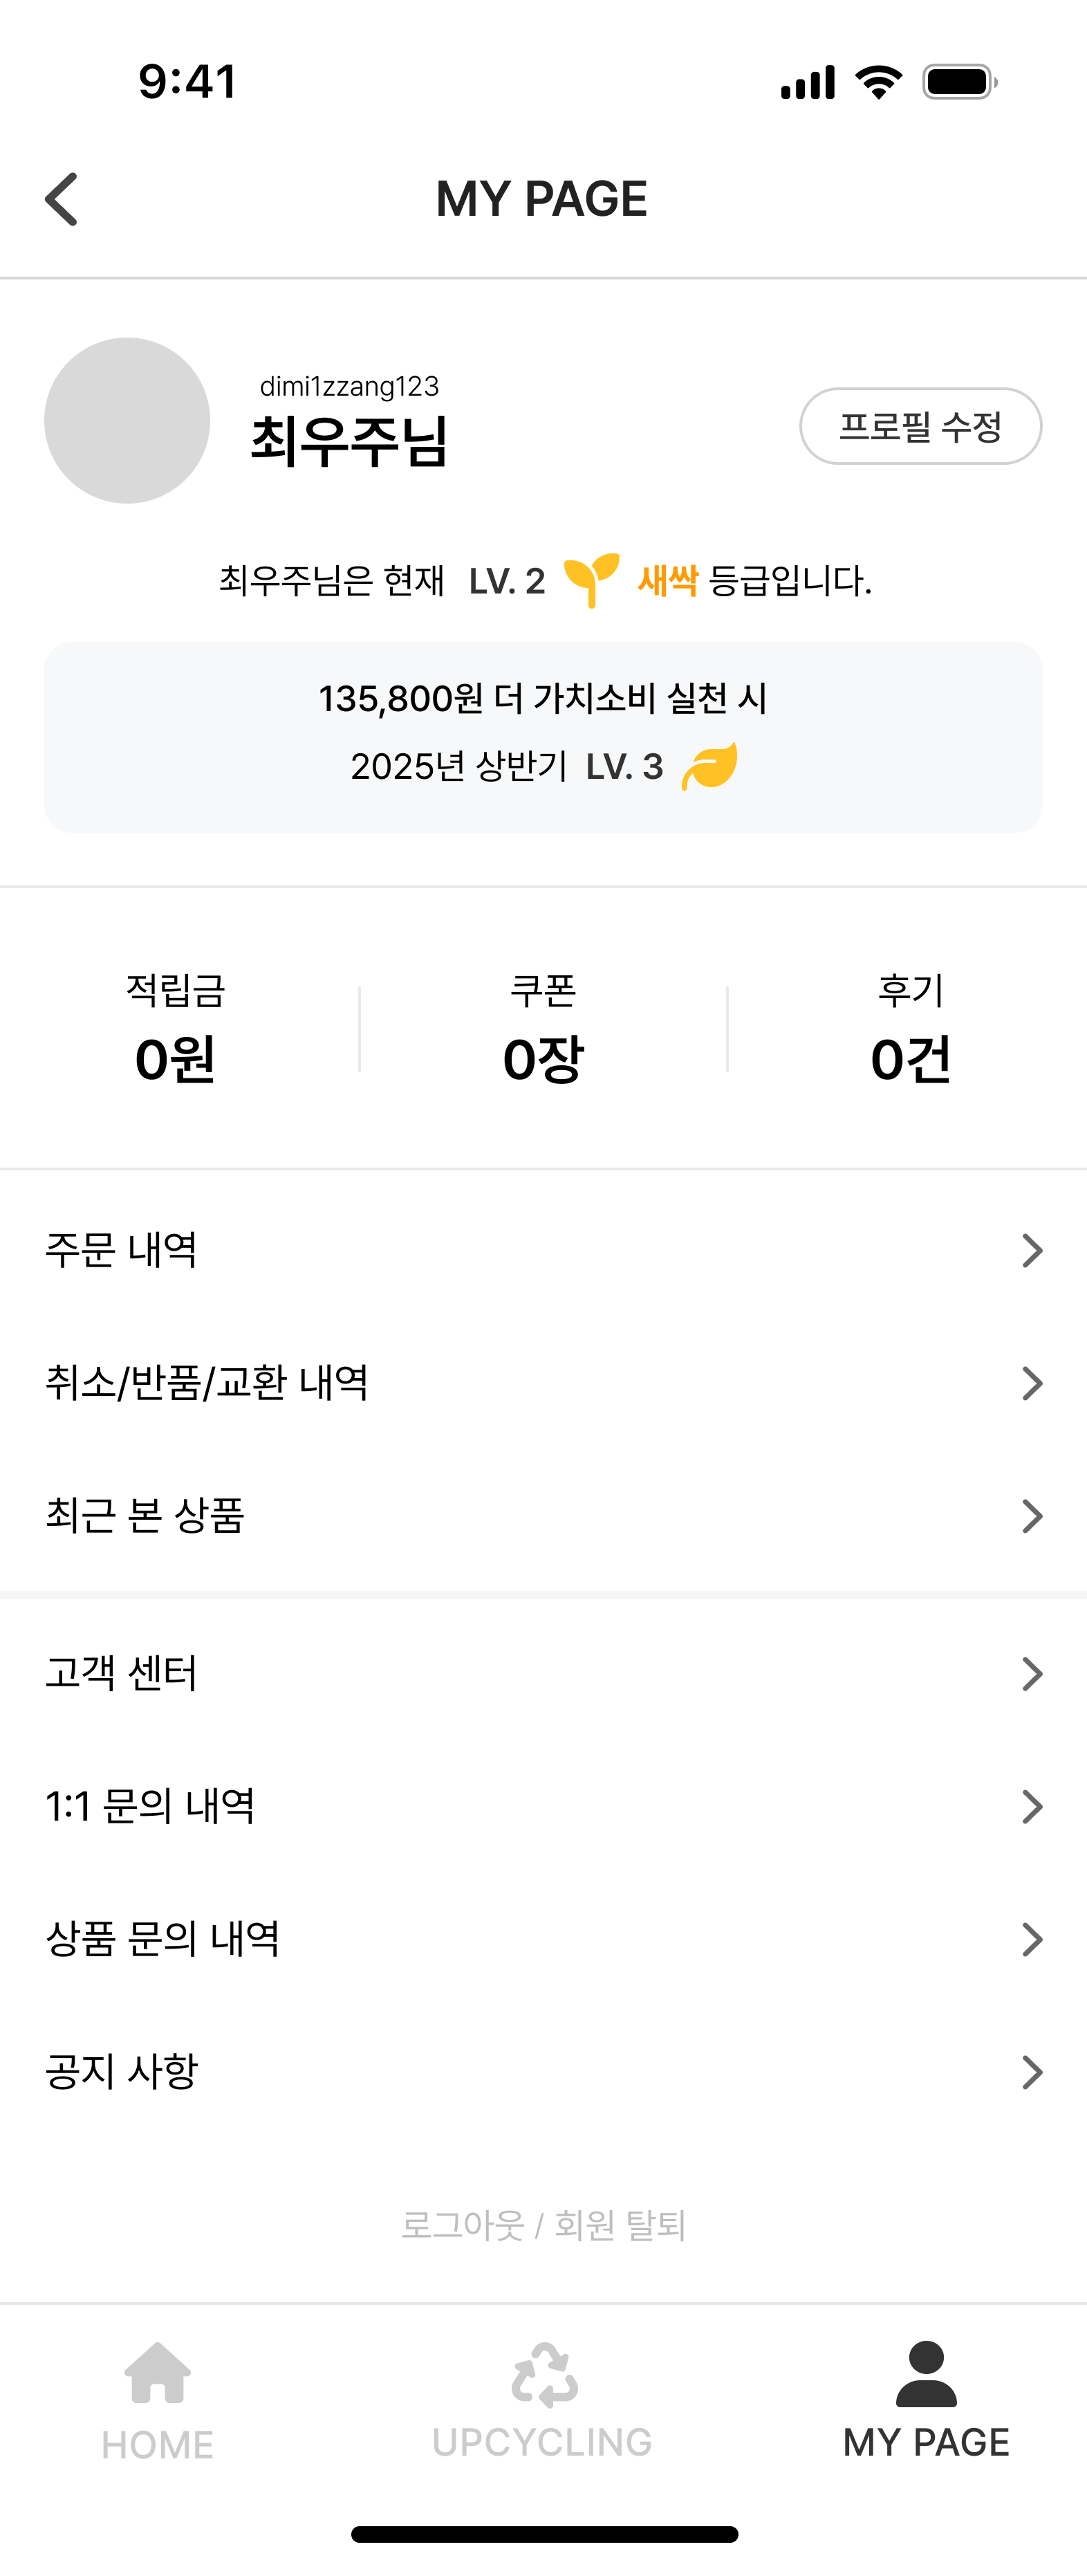 9:41
MY PAGE
dimi1zzang123
최우주님
프로필 수정
최우주님은 현재 LV. 2 새싹 등급입니다.
135,800원 더 가치소비 실천 시
2025년 상반기 LV. 3
적립금
0원
쿠폰
0장
후기
0건
주문 내역
취소/반품/교환 내역
최근 본 상품
고객 센터
1:1 문의 내역
상품 문의 내역
공지 사항
로그아웃 / 회원 탈퇴
HOME
UPCYCLING
MY PAGE